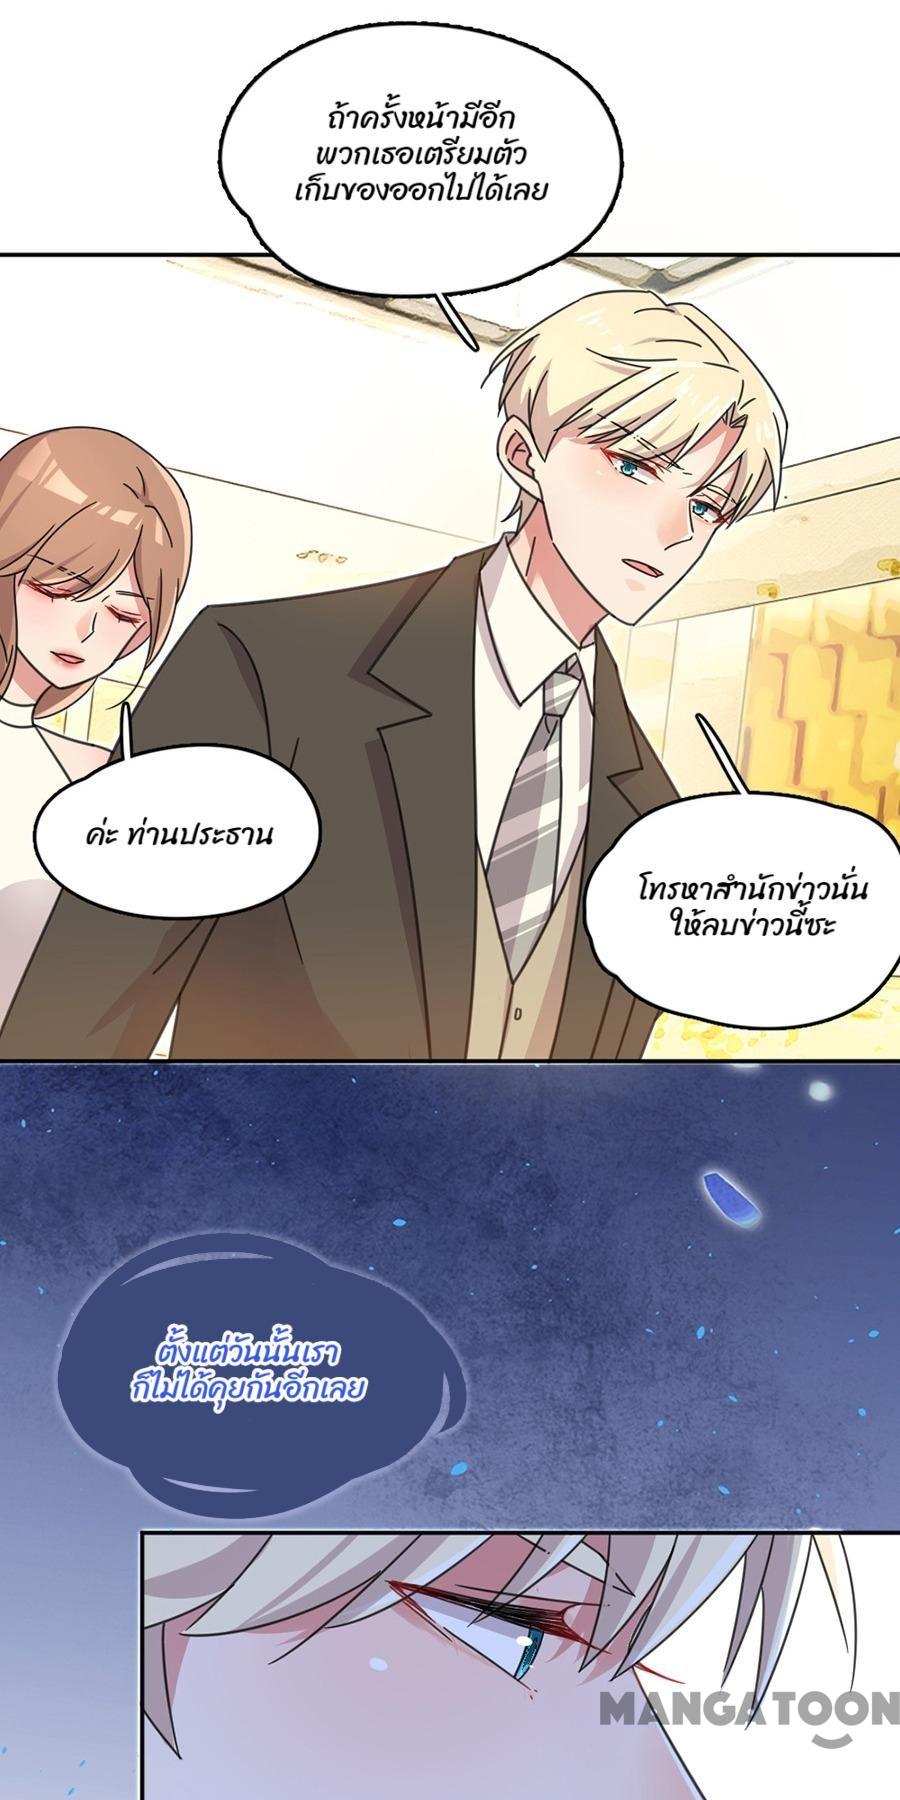 ถ้าครั้งหน้ามีอีก
พวกเธอเตรียมตัว
เก็บของออกไปได้เลย
ค่ะ ท่านประธาน
โทรหาสำนักข่าวนั่น
ให้ลบข่าวนี้ซะ
ตั้งแต่วันนั้นเรา
ก็ไม่ได้คุยกันอีกเลย
MANGATOON